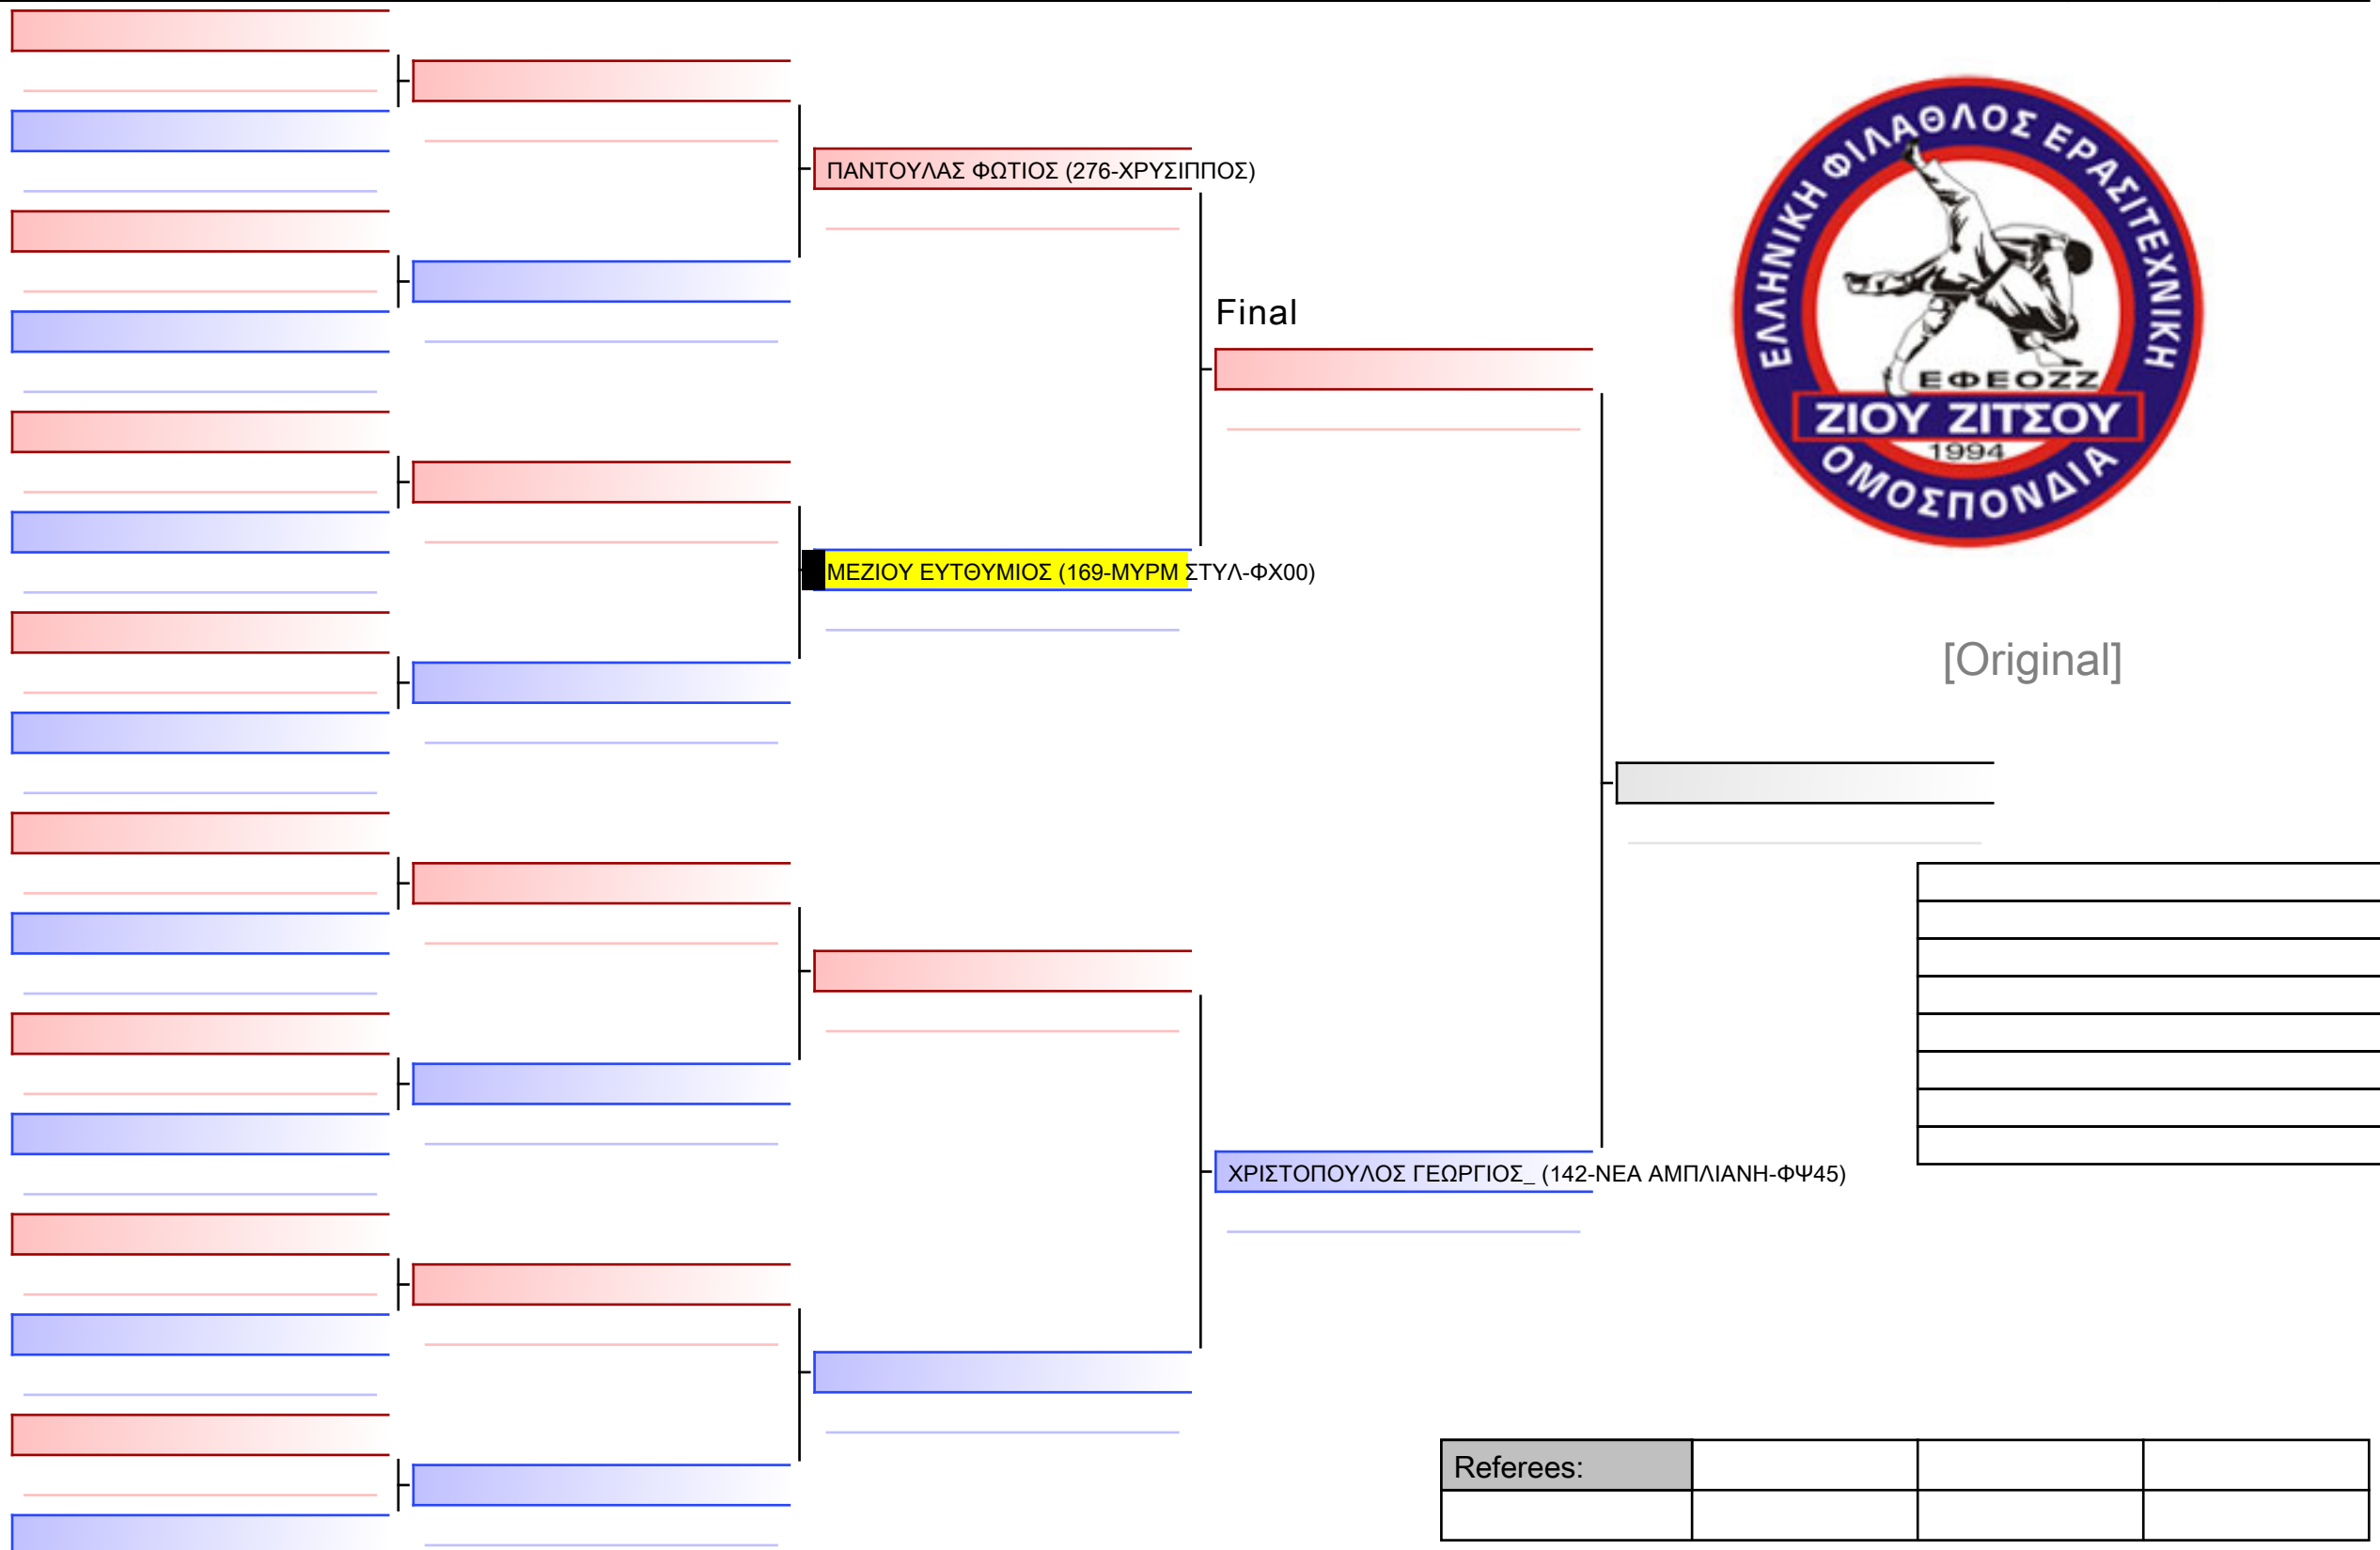 ΠΑΝΤΟΥΛΑΣ ΦΩΤΙΟΣ (276-ΧΡΥΣΙΠΠΟΣ)
Final
ΜΕΖΙΟΥ ΕΥΤΘΥΜΙΟΣ (169-ΜΥΡΜ ΣΤΥΛ-ΦΧ00)
ΕΛΛΗΝΙΚΗ ΦΙΛΑΘΛΟΣ ΕΡΑΣΙΤΕΧΝΙΚΗ
ΕΦΕΟΖΖ
ΖΙΟΥ ΖΙΤΣΟΥ
1994
ΟΜΟΣΠΟΝΔΙΑ
[Original]
ΧΡΙΣΤΟΠΟΥΛΟΣ ΓΕΩΡΓΙΟΣ_ (142-ΝΕΑ ΑΜΠΛΙΑΝΗ-ΦΨ45)
Referees: